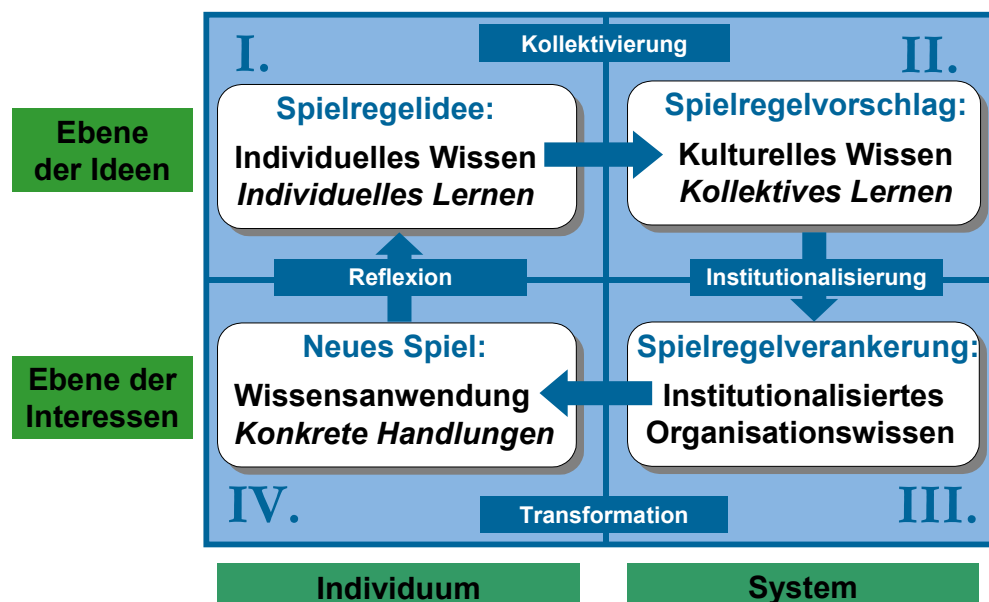 Kollektivierung
I.
II.
Ebene
der Ideen
Spielregelidee:
Individuelles Wissen
Individuelles Lernen
Spielregelvorschlag:
Kulturelles Wissen
Kollektives Lernen
Reflexion
Institutionalisierung
Ebene der
Interessen
Neues Spiel:
Wissensanwendung
Konkrete Handlungen
Spielregelverankerung:
Institutionalisiertes
Organisationswissen
IV.
III.
Transformation
Individuum
System